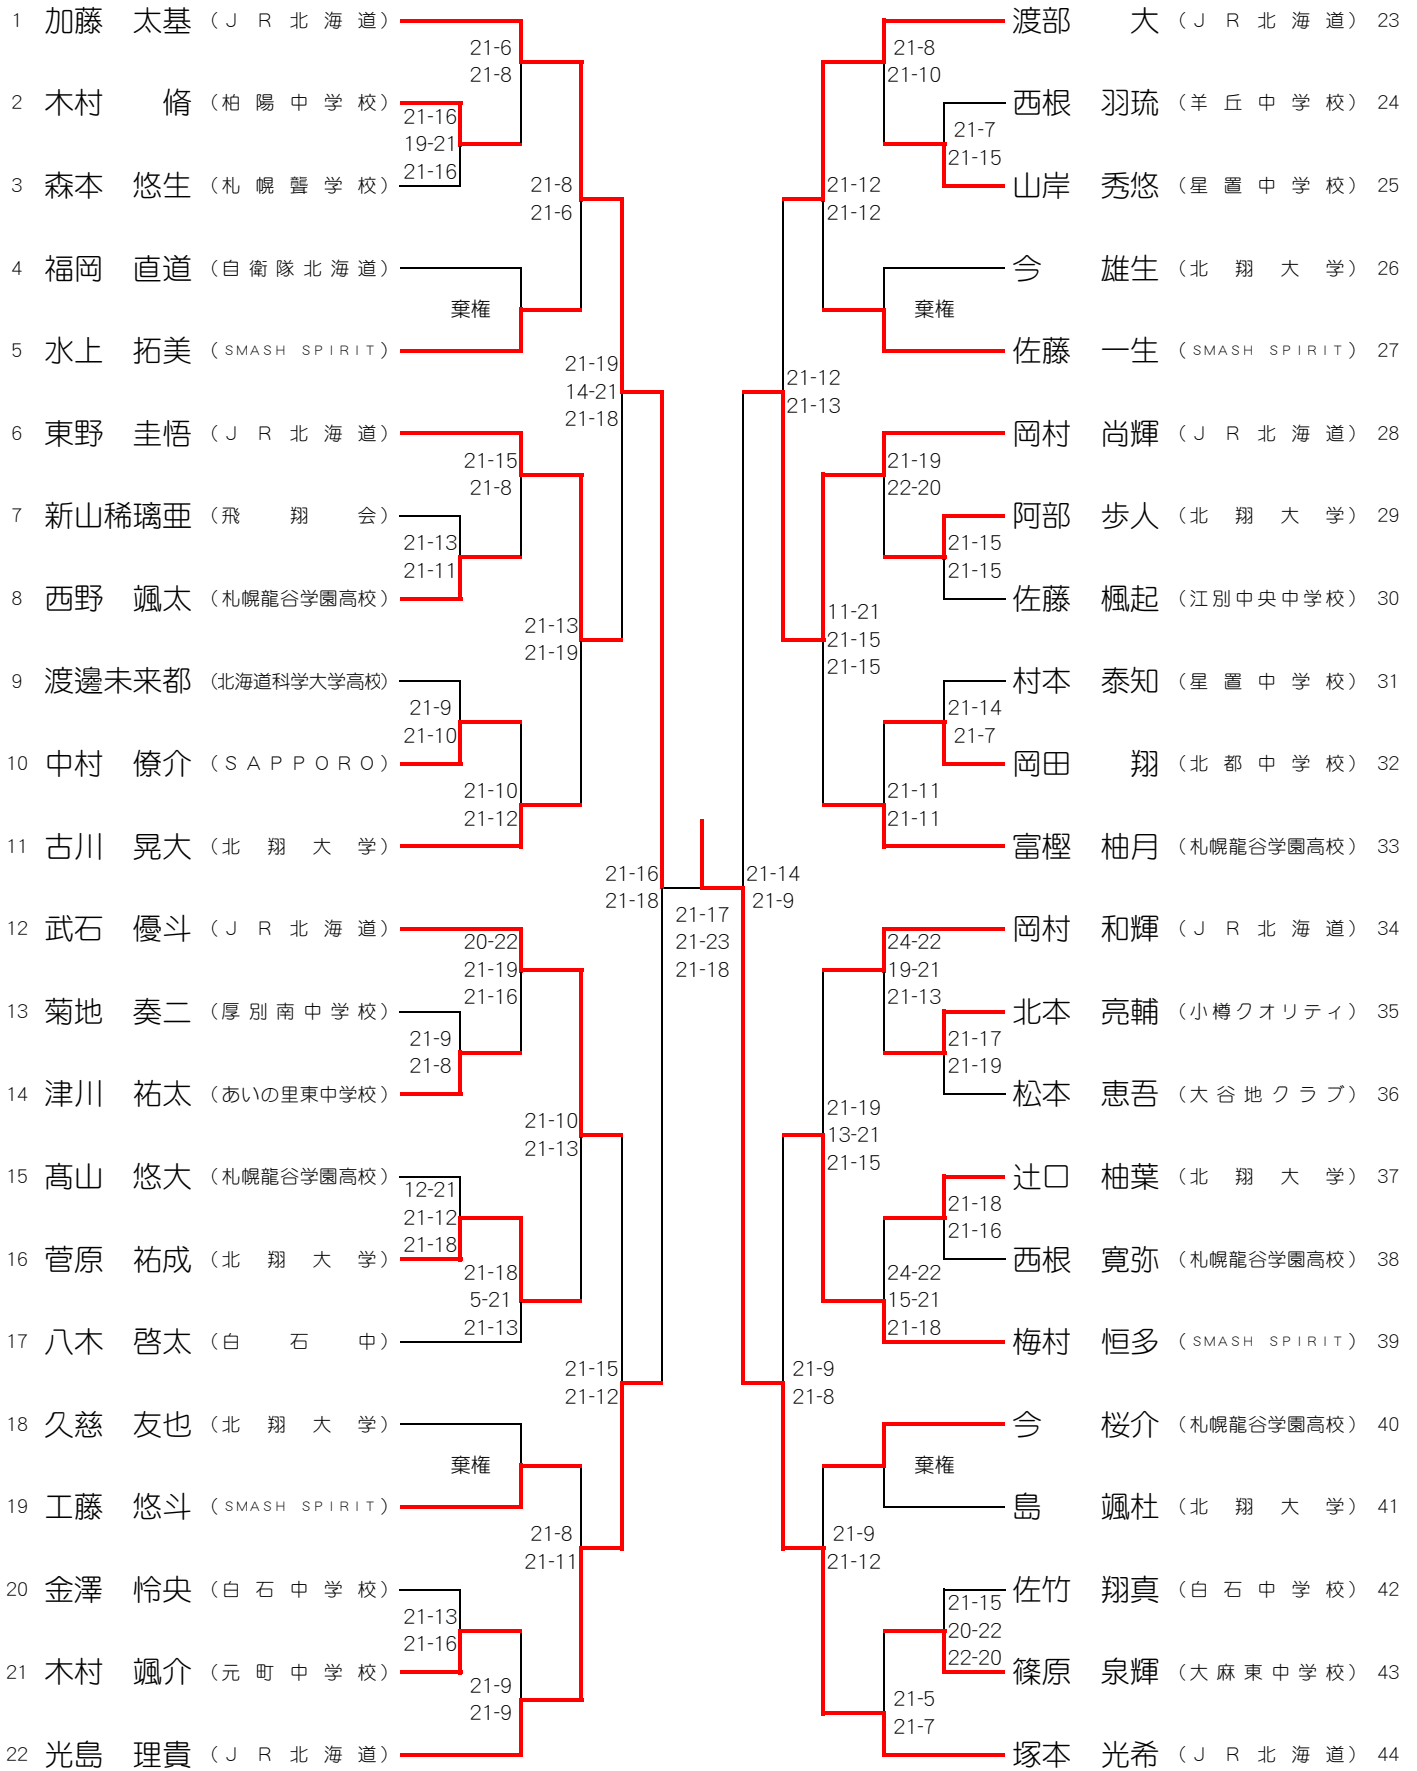 1 加藤 太基 （ＪＲ北海道）
21-6
21-8
2 木村 脩 （柏陽中学校）
21-16
19-21
21-16
3 森本 悠生 （札幌聾学校）
21-8
21-6
4 福岡 直道 （自衛隊北海道）
棄権
5 水上 拓美 （SMASH SPIRIT）
21-19
14-21
21-18
6 東野 圭悟 （ＪＲ北海道）
21-15
21-8
7 新山稀璃亜 （飛翔会）
21-13
21-11
8 西野 颯太 （札幌龍谷学園高校）
21-13
21-19
9 渡邊未来都 （北海道科学大学高校）
21-9
21-10
10 中村 僚介 （ＳＡＰＰＯＲＯ）
21-10
21-12
11 古川 晃大 （北翔大学）
21-16
21-18
12 武石 優斗 （ＪＲ北海道）
20-22
21-19
21-16
13 菊地 奏二 （厚別南中学校）
21-9
21-8
14 津川 祐太 （あいの里東中学校）
21-10
21-13
15 髙山 悠大 （札幌龍谷学園高校）
12-21
21-12
21-18
16 菅原 祐成 （北翔大学）
21-18
5-21
21-13
17 八木 啓太 （白石中）
21-15
21-12
18 久慈 友也 （北翔大学）
棄権
19 工藤 悠斗 （SMASH SPIRIT）
21-8
21-11
20 金澤 怜央 （白石中学校）
21-13
21-16
21 木村 颯介 （元町中学校）
21-9
21-9
22 光島 理貴 （ＪＲ北海道）
21-17
21-23
21-18
渡部 大 （ＪＲ北海道） 23
21-8
21-10
西根 羽琉 （羊丘中学校） 24
21-7
21-15
山岸 秀悠 （星置中学校） 25
21-12
21-12
今 雄生 （北翔大学） 26
棄権
佐藤 一生 （SMASH SPIRIT） 27
21-12
21-13
岡村 尚輝 （ＪＲ北海道） 28
21-19
22-20
阿部 歩人 （北翔大学） 29
21-15
21-15
佐藤 楓起 （江別中央中学校） 30
11-21
21-15
21-15
村本 泰知 （星置中学校） 31
21-14
21-7
岡田 翔 （北都中学校） 32
21-11
21-11
富樫 柚月 （札幌龍谷学園高校） 33
21-14
21-9
岡村 和輝 （ＪＲ北海道） 34
24-22
19-21
21-13
北本 亮輔 （小樽クオリティ） 35
21-17
21-19
松本 恵吾 （大谷地クラブ） 36
21-19
13-21
21-15
辻口 柚葉 （北翔大学） 37
21-18
21-16
西根 寛弥 （札幌龍谷学園高校） 38
24-22
15-21
21-18
梅村 恒多 （SMASH SPIRIT） 39
21-9
21-8
今 桜介 （札幌龍谷学園高校） 40
棄権
島 颯杜 （北翔大学） 41
21-9
21-12
佐竹 翔真 （白石中学校） 42
21-15
20-22
22-20
篠原 泉輝 （大麻東中学校） 43
21-5
21-7
塚本 光希 （ＪＲ北海道） 44